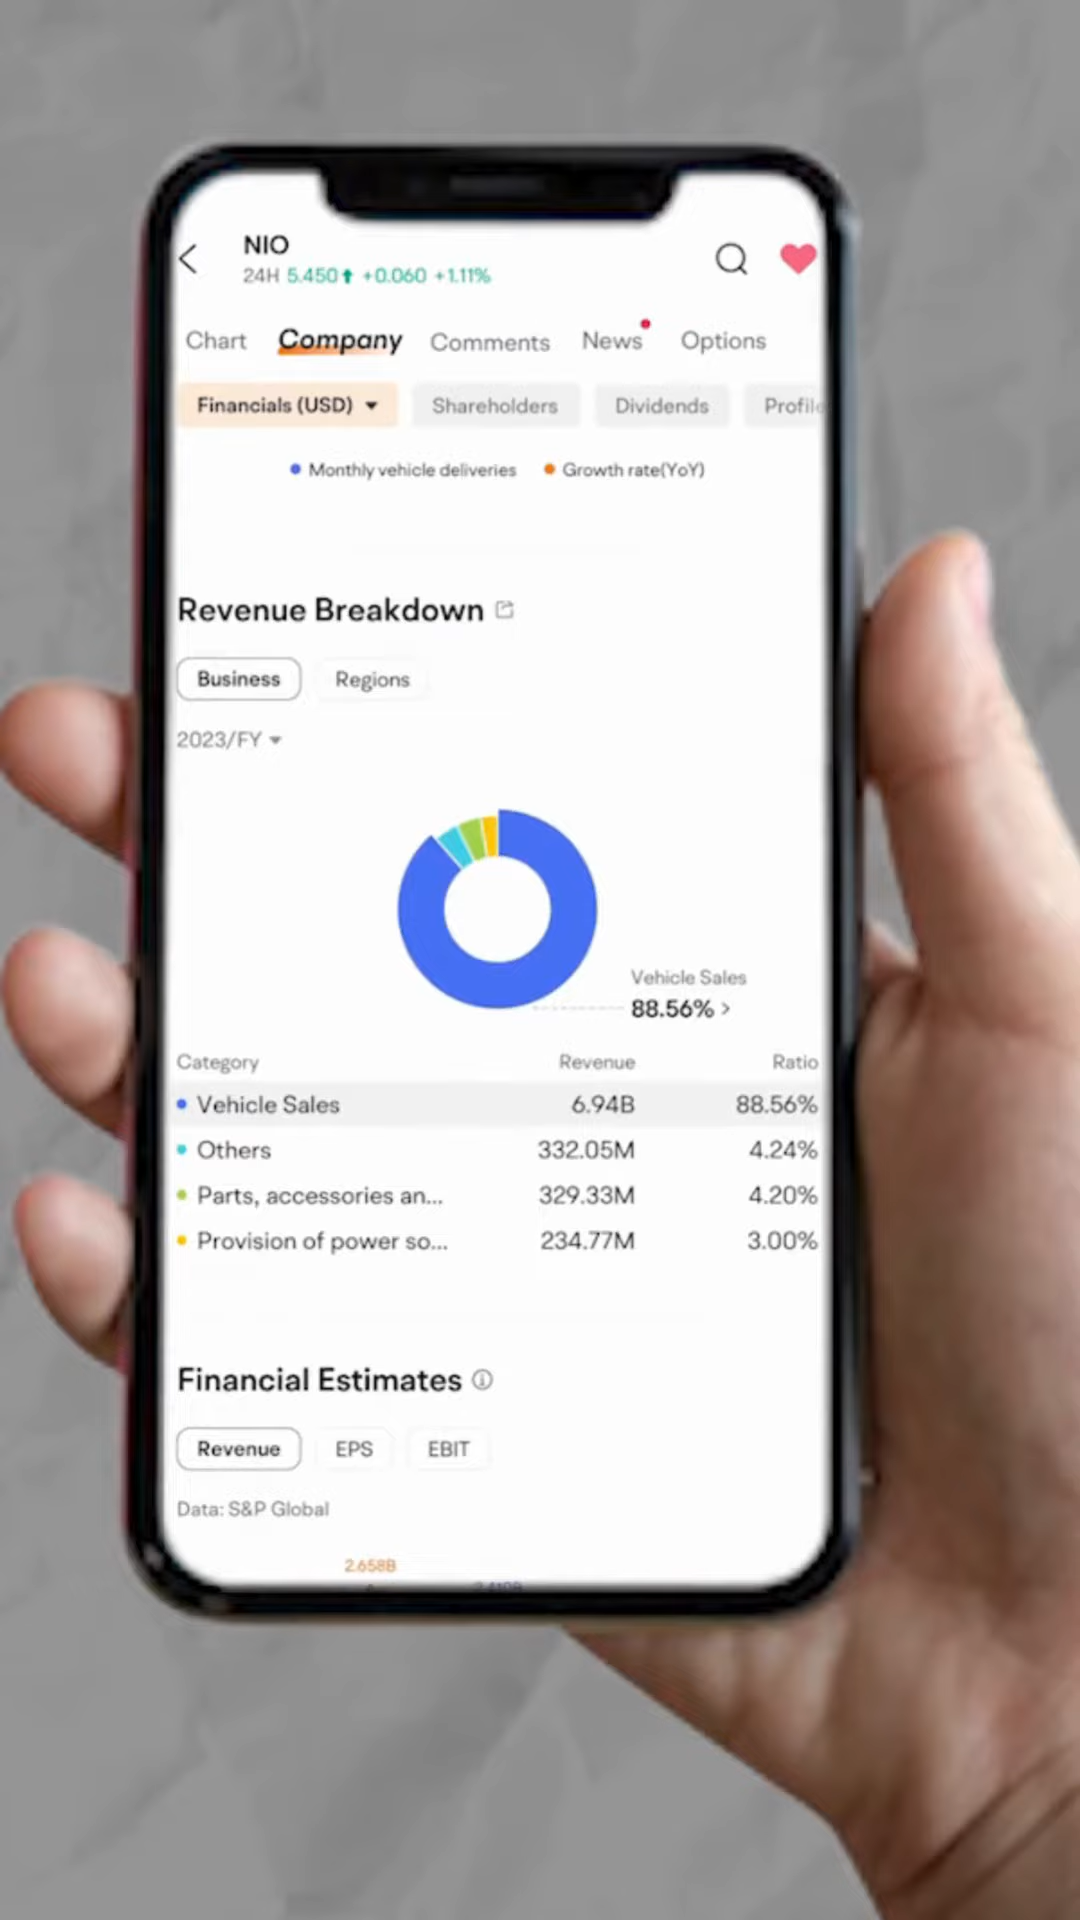 NIO
24H 5.450 +0.060 +1.11%
Chart Company Comments News Options
Financials (USD) Shareholders Dividends Profile
Monthly vehicle deliveries Growth rate(YoY)
Revenue Breakdown
Business Regions
2023/FY
Vehicle Sales
88.56% >
Category Revenue Ratio
Vehicle Sales 6.94B 88.56%
Others 332.05M 4.24%
Parts, accessories an... 329.33M 4.20%
Provision of power so... 234.77M 3.00%
Financial Estimates
Revenue EPS EBIT
Data: S&P Global
2.658B